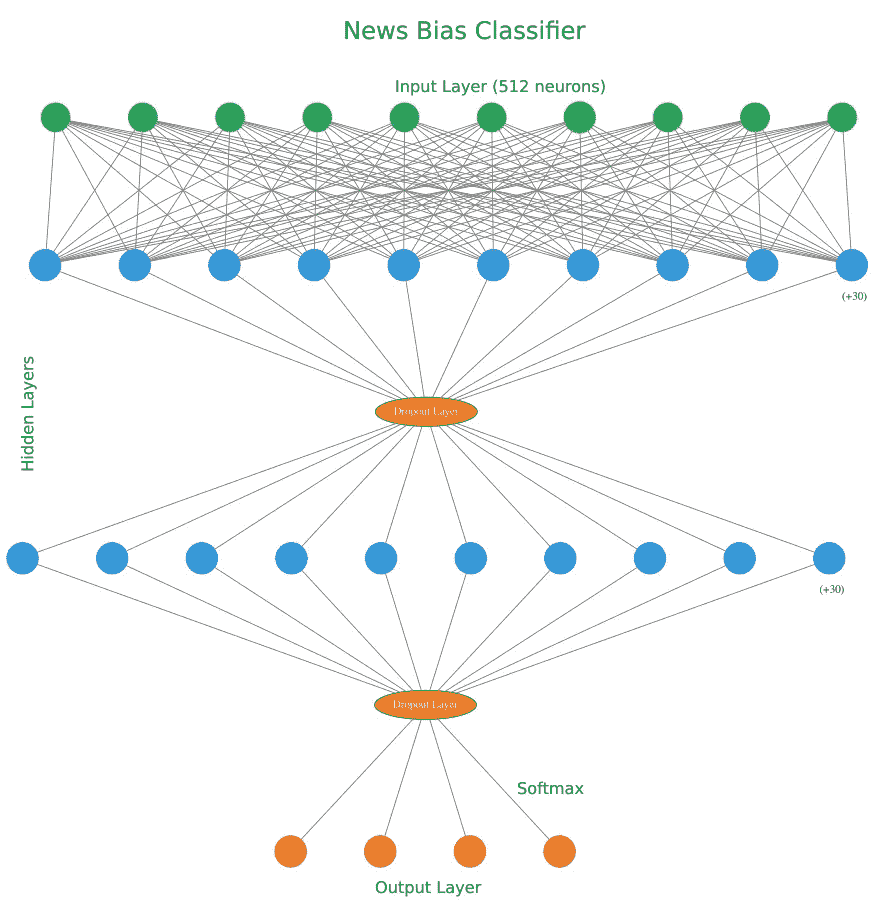 News Bias Classifier
Input Layer (512 neurons)
(+30)
Hidden Layers
Dropout Layer
(+30)
Dropout Layer
Softmax
Output Layer